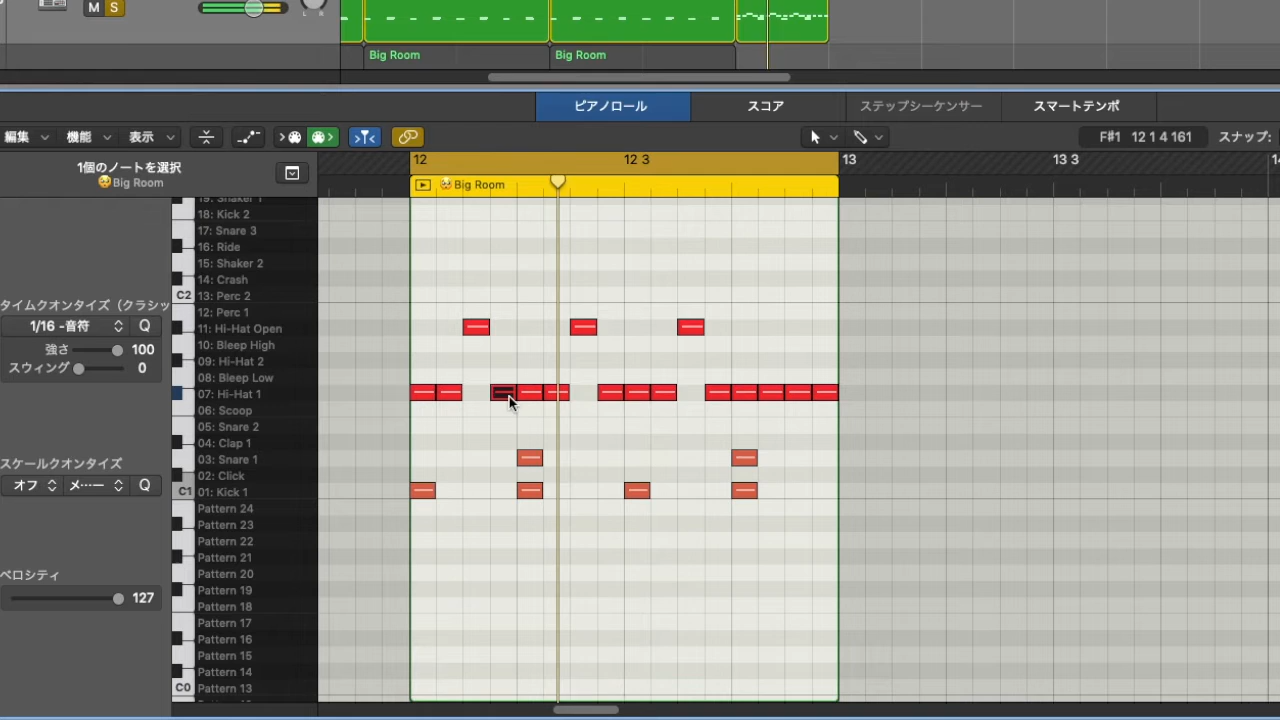 M S
L R
Big Room Big Room
ピアノロール スコア ステップシーケンサー スマートテンポ
編集 機能 表示 F#1 12 1 4 161 スナップ:
1個のノートを選択
🥺Big Room
12 12 3 13 13 3 14
🥺Big Room
19: Shaker 1
18: Kick 2
17: Snare 3
16: Ride
15: Shaker 2
14: Crash
C2 13: Perc 2
12: Perc 1
11: Hi-Hat Open
10: Bleep High
09: Hi-Hat 2
08: Bleep Low
07: Hi-Hat 1
06: Scoop
05: Snare 2
04: Clap 1
03: Snare 1
02: Click
C1 01: Kick 1
Pattern 24
Pattern 23
Pattern 22
Pattern 21
Pattern 20
Pattern 19
Pattern 18
Pattern 17
Pattern 16
Pattern 15
Pattern 14
C0 Pattern 13
タイムクオンタイズ（クラシッ
1/16 -音符 Q
強さ 100
スウィング 0
スケールクオンタイズ
オフ メ…ー Q
ベロシティ
127